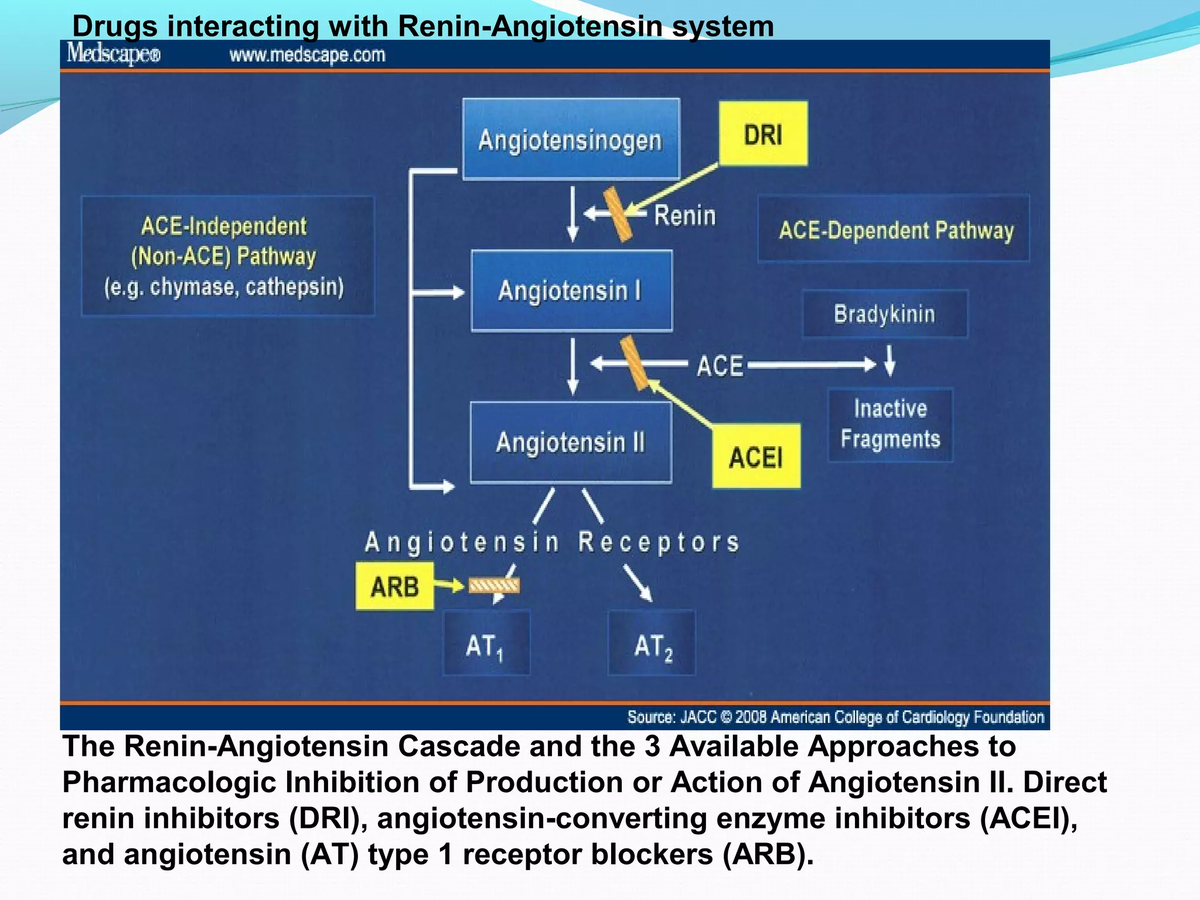 Drugs interacting with Renin-Angiotensin system
Medscape® www.medscape.com
Angiotensinogen
DRI
Renin
ACE-Independent
(Non-ACE) Pathway
(e.g. chymase, cathepsin)
ACE-Dependent Pathway
Angiotensin I
Bradykinin
ACE
Inactive
Fragments
Angiotensin II
ACEI
Angiotensin Receptors
ARB
AT₁
AT₂
Source: JACC © 2008 American College of Cardiology Foundation
The Renin-Angiotensin Cascade and the 3 Available Approaches to
Pharmacologic Inhibition of Production or Action of Angiotensin II. Direct
renin inhibitors (DRI), angiotensin-converting enzyme inhibitors (ACEI),
and angiotensin (AT) type 1 receptor blockers (ARB).